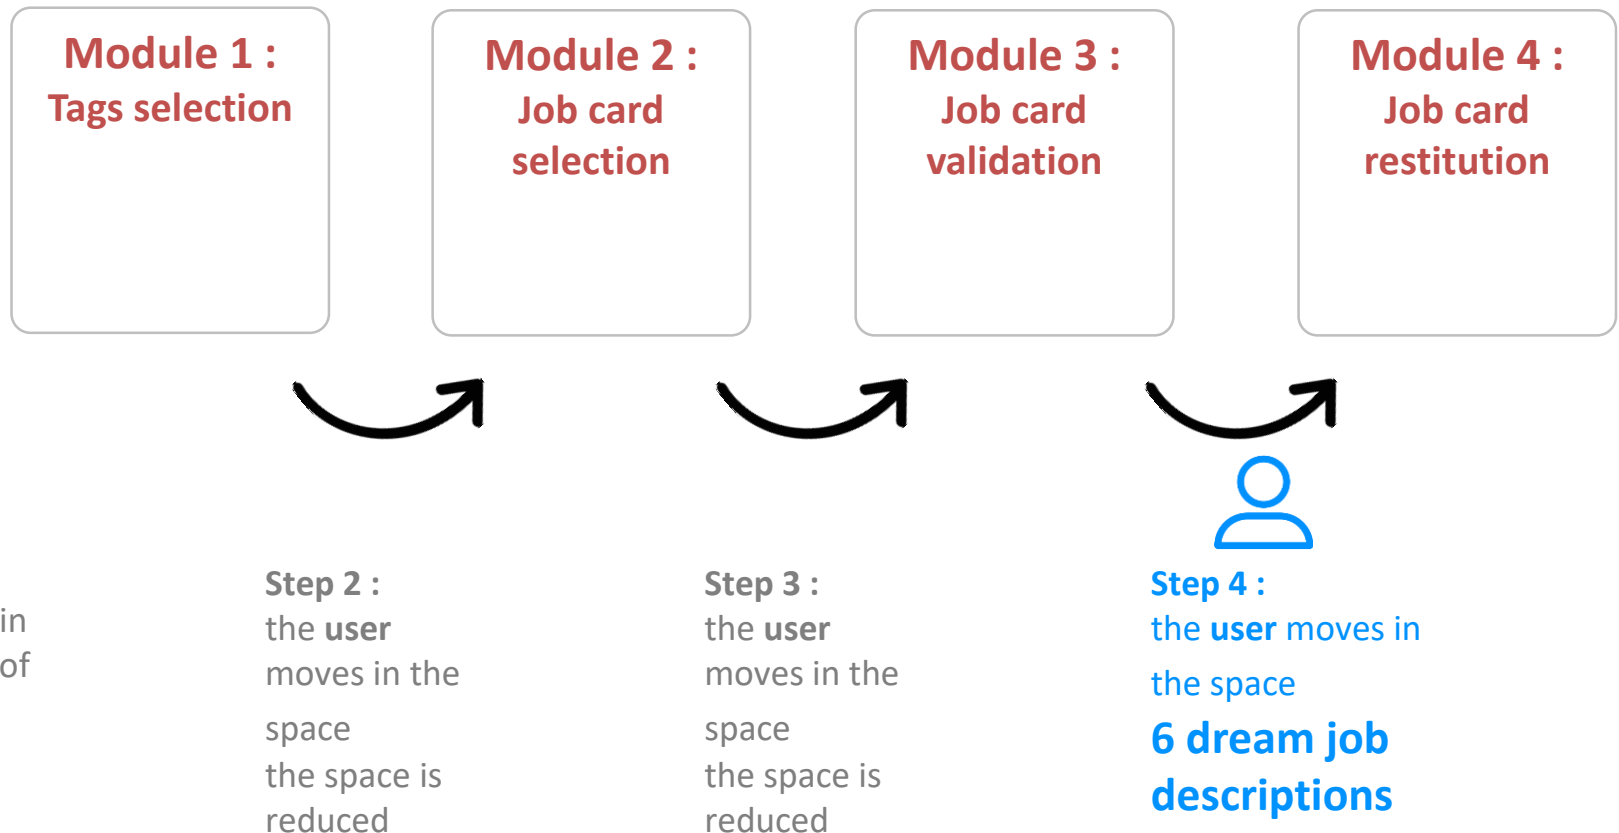 Module 1 :
Tags selection
Module 2 :
Job card
selection
Module 3 :
Job card
validation
Module 4 :
Job card
restitution
in
of
Step 2 :
the user
moves in the
space
the space is
reduced
Step 3 :
the user
moves in the
space
the space is
reduced
Step 4 :
the user moves in
the space
6 dream job
descriptions